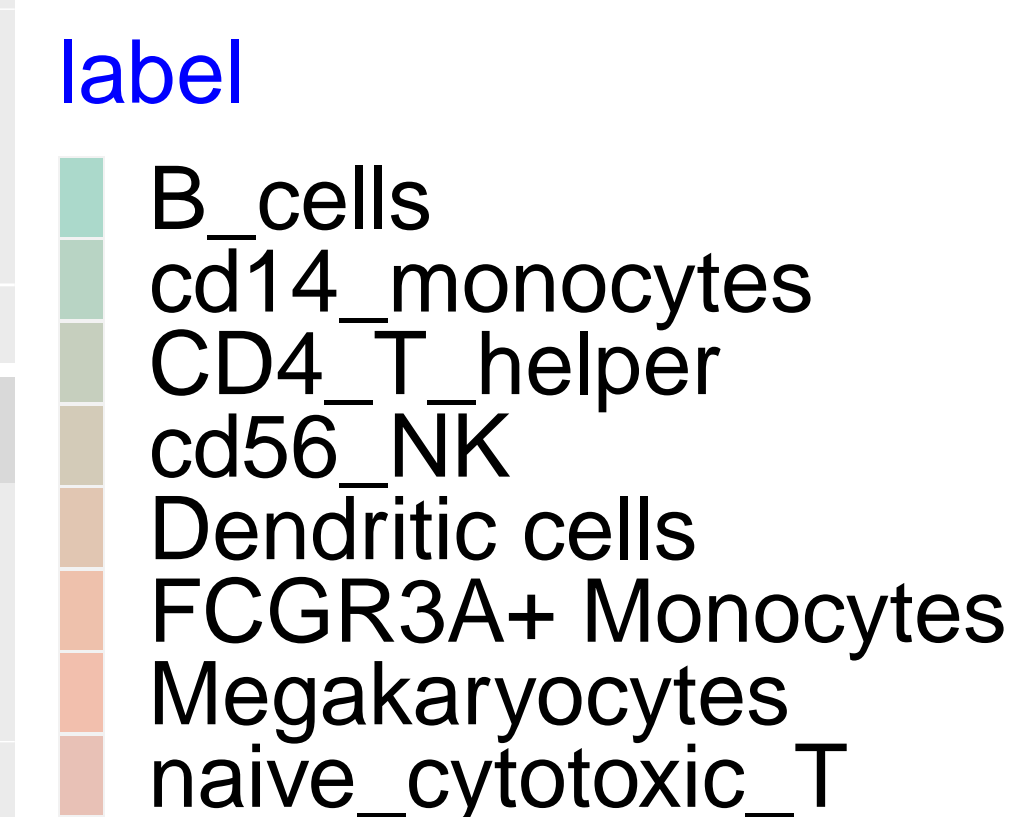 label
B_cells
cd14_monocytes
CD4_T_helper
cd56_NK
Dendritic cells
FCGR3A+ Monocytes
Megakaryocytes
naive_cytotoxic_T